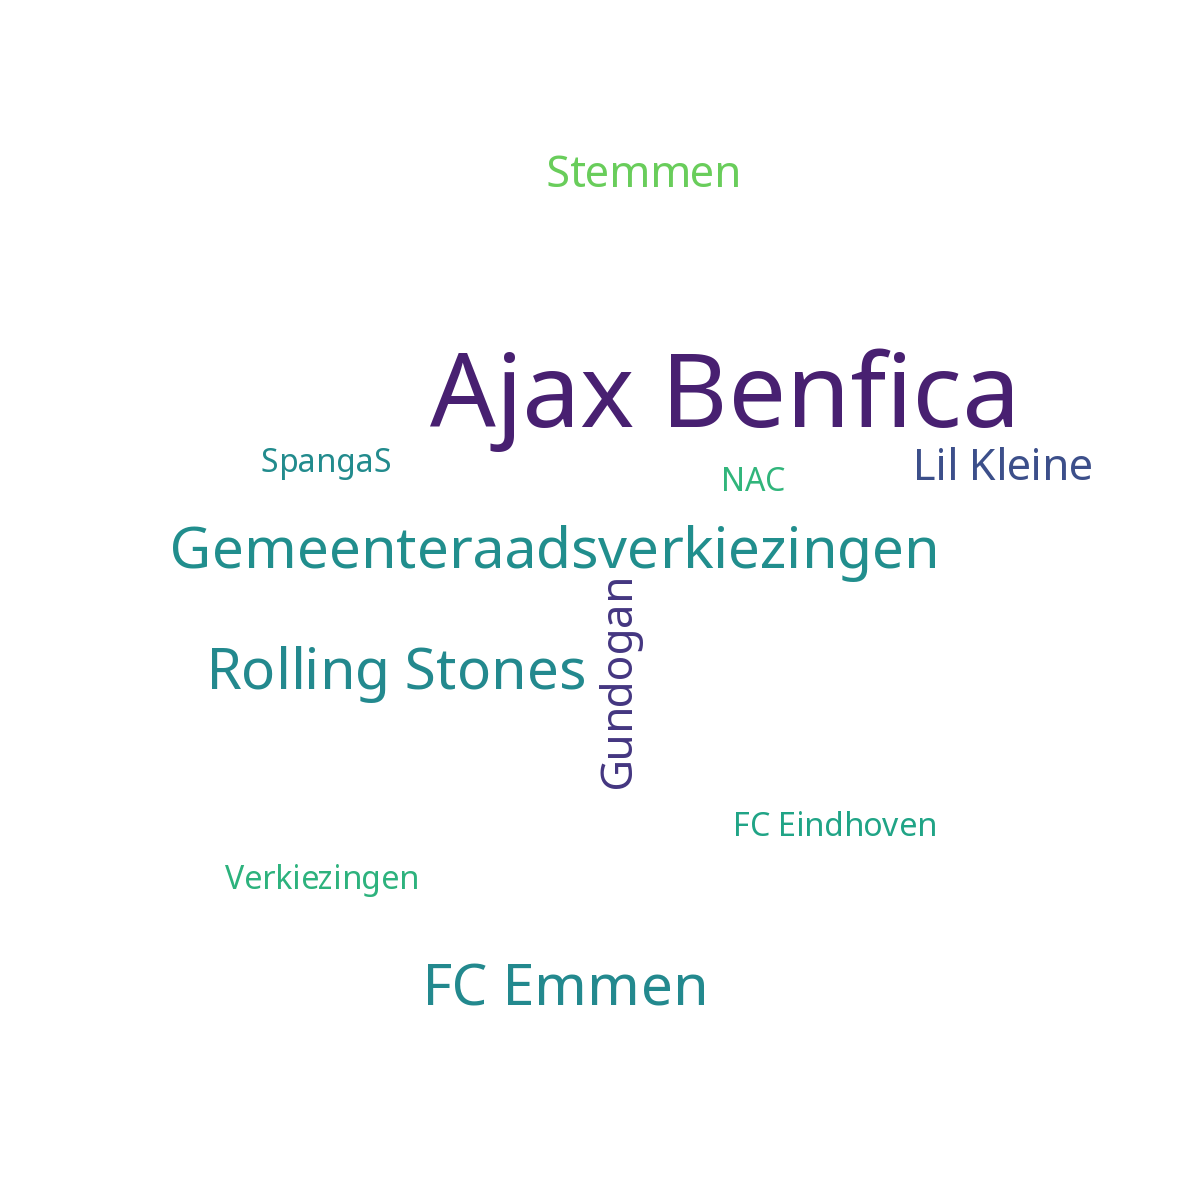 Stemmen
Ajax Benfica
SpangaS
NAC
Lil Kleine
Gemeenteraadsverkiezingen
Rolling Stones
Gundogan
FC Eindhoven
Verkiezingen
FC Emmen